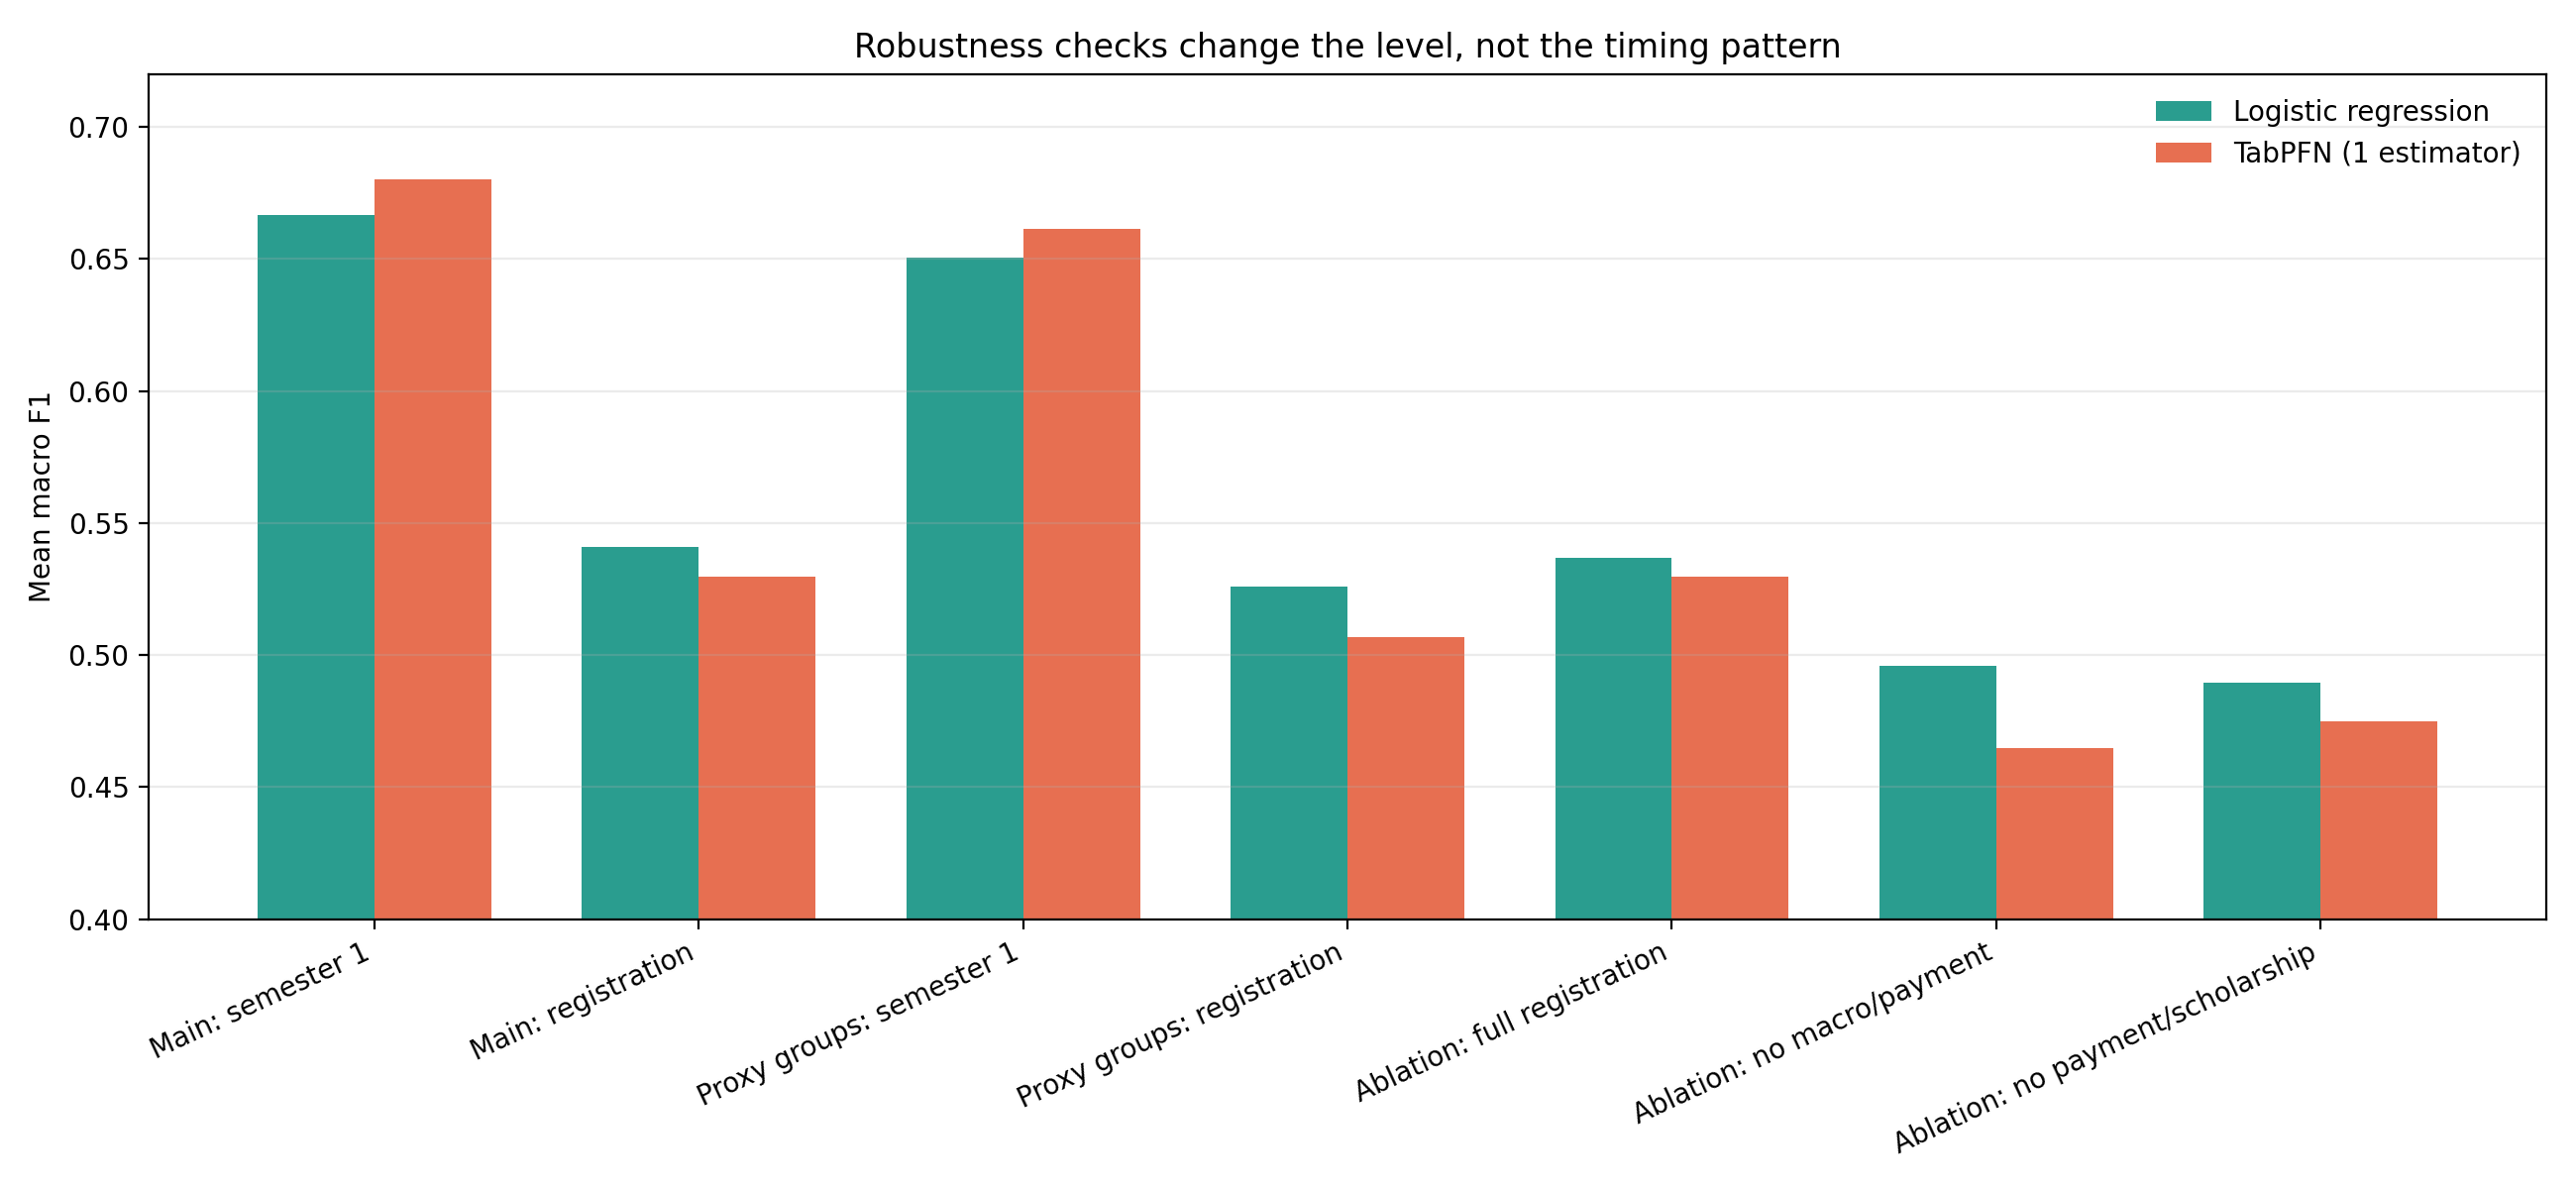 Robustness checks change the level, not the timing pattern
Logistic regression
TabPFN (1 estimator)
Mean macro F1
0.70
0.65
0.60
0.55
0.50
0.45
0.40
Main: semester 1
Main: registration
Proxy groups: semester 1
Proxy groups: registration
Ablation: full registration
Ablation: no macro/payment
Ablation: no payment/scholarship